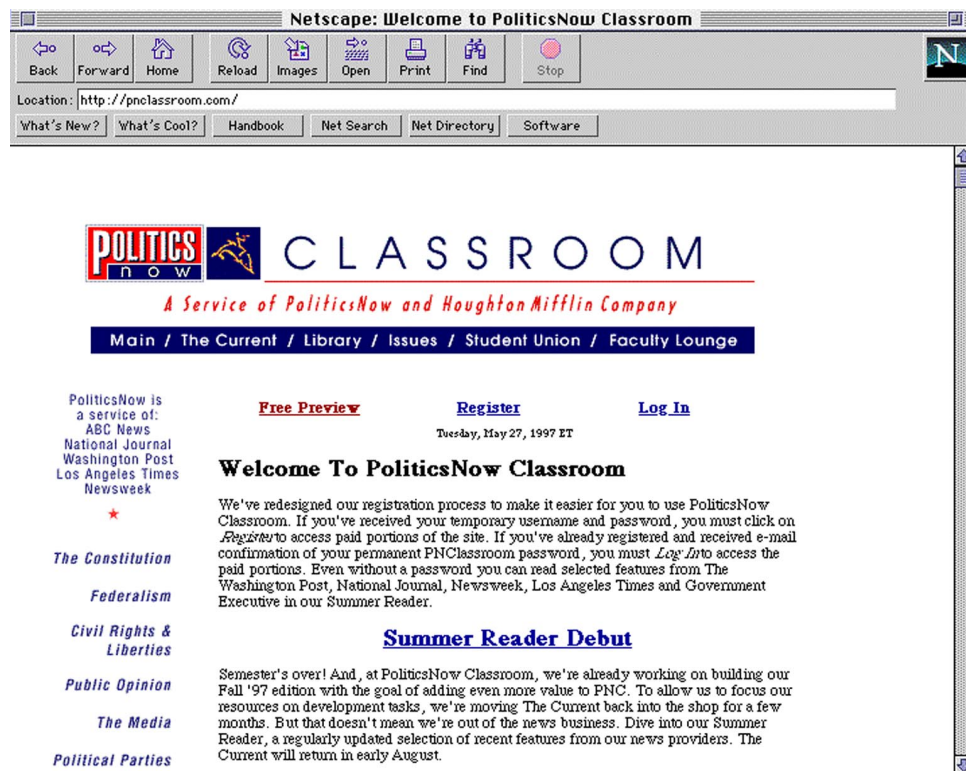 Netscape: Welcome to PoliticsNow Classroom
Back Forward Home Reload Images Open Print Find Stop
N
Location: http://pnclassroom.com/
What's New? What's Cool? Handbook Net Search Net Directory Software
POLITICS
now
CLASSROOM
A Service of PoliticsNow and Houghton Mifflin Company
Main / The Current / Library / Issues / Student Union / Faculty Lounge
PoliticsNow is
a service of:
ABC News
National Journal
Washington Post
Los Angeles Times
Newsweek
The Constitution
Federalism
Civil Rights &
Liberties
Public Opinion
The Media
Political Parties
Free Preview Register Log In
Tuesday, May 27, 1997 ET
Welcome To PoliticsNow Classroom
We've redesigned our registration process to make it easier for you to use PoliticsNow
Classroom. If you've received your temporary username and password, you must click on
Register to access paid portions of the site. If you've already registered and received e-mail
confirmation of your permanent PNClassroom password, you must Log In to access the
paid portions. Even without a password you can read selected features from The
Washington Post, National Journal, Newsweek, Los Angeles Times and Government
Executive in our Summer Reader.
Summer Reader Debut
Semester's over! And, at PoliticsNow Classroom, we're already working on building our
Fall '97 edition with the goal of adding even more value to PNC. To allow us to focus our
resources on development tasks, we're moving The Current back into the shop for a few
months. But that doesn't mean we're out of the news business. Dive into our Summer
Reader, a regularly updated selection of recent features from our news providers. The
Current will return in early August.